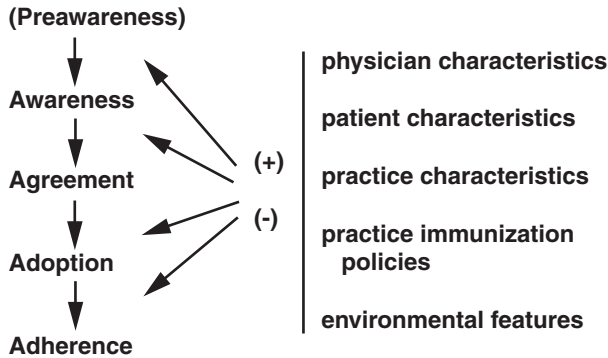 (Preawareness)
Awareness
Agreement
Adoption
Adherence
(+)
(-)
physician characteristics
patient characteristics
practice characteristics
practice immunization
policies
environmental features